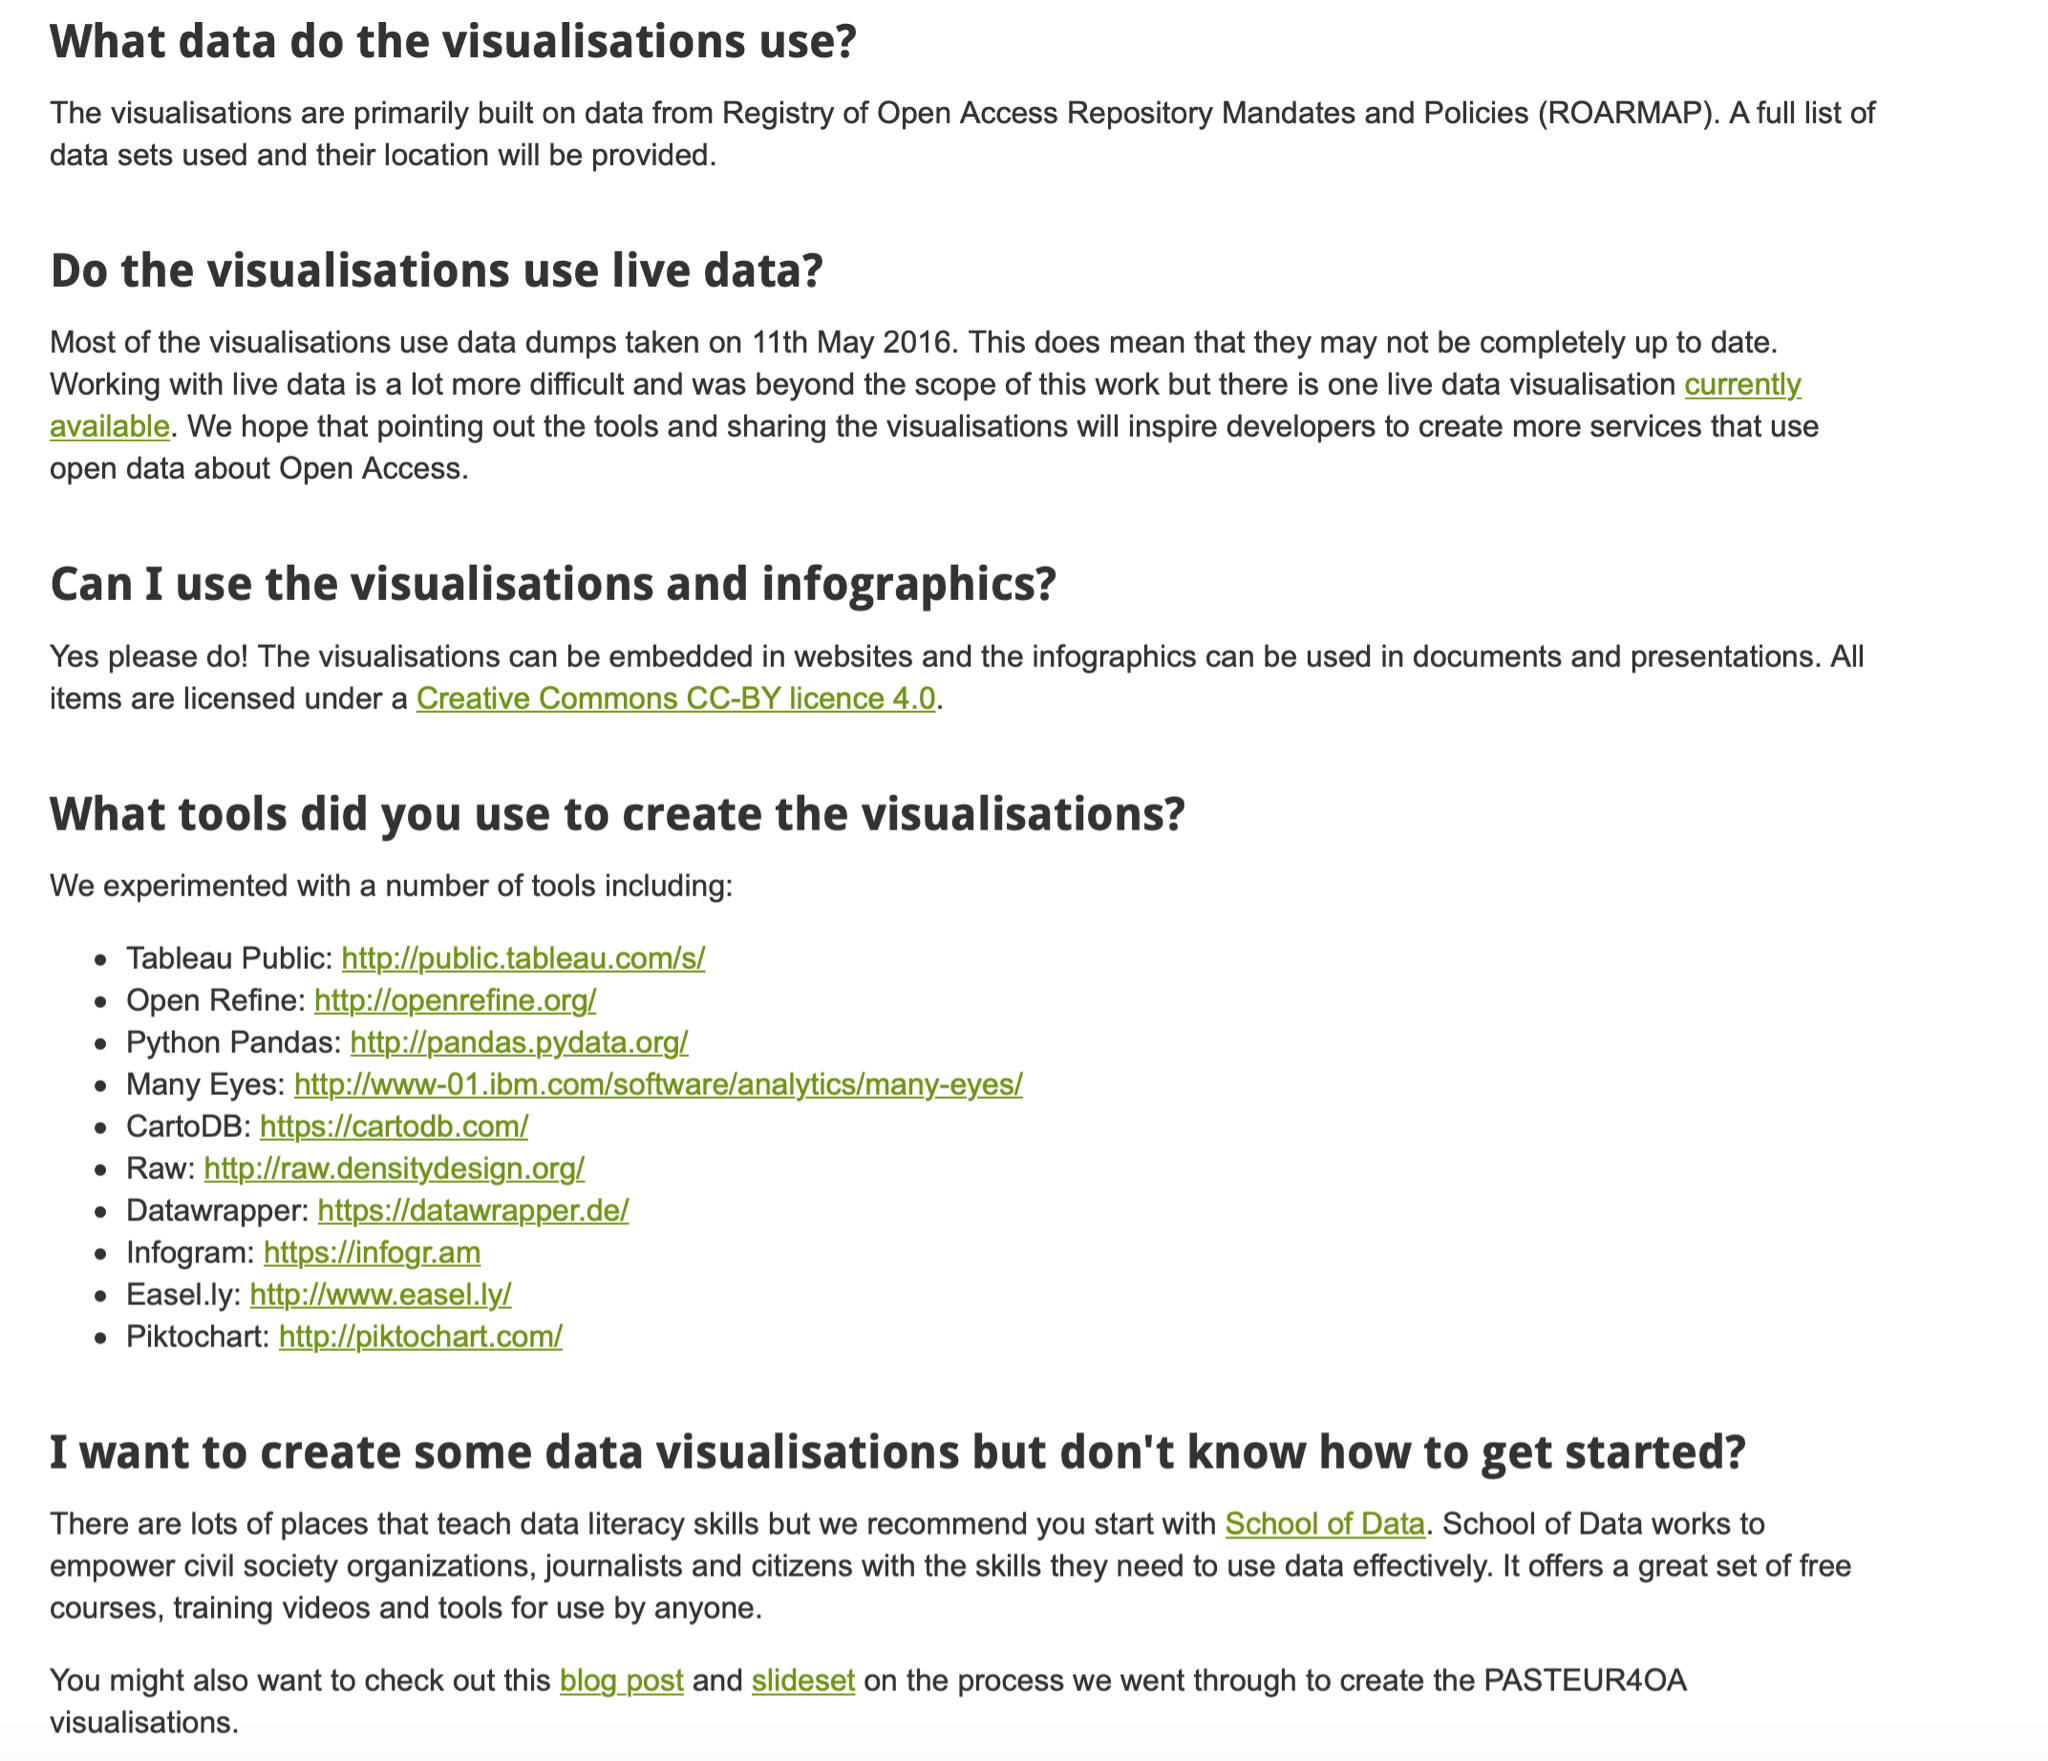 What data do the visualisations use?
The visualisations are primarily built on data from Registry of Open Access Repository Mandates and Policies (ROARMAP). A full list of
data sets used and their location will be provided.
Do the visualisations use live data?
Most of the visualisations use data dumps taken on 11th May 2016. This does mean that they may not be completely up to date.
Working with live data is a lot more difficult and was beyond the scope of this work but there is one live data visualisation currently
available. We hope that pointing out the tools and sharing the visualisations will inspire developers to create more services that use
open data about Open Access.
Can I use the visualisations and infographics?
Yes please do! The visualisations can be embedded in websites and the infographics can be used in documents and presentations. All
items are licensed under a Creative Commons CC-BY licence 4.0.
What tools did you use to create the visualisations?
We experimented with a number of tools including:
• Tableau Public: http://public.tableau.com/s/
• Open Refine: http://openrefine.org/
• Python Pandas: http://pandas.pydata.org/
• Many Eyes: http://www-01.ibm.com/software/analytics/many-eyes/
• CartoDB: https://cartodb.com/
• Raw: http://raw.densitydesign.org/
• Datawrapper: https://datawrapper.de/
• Infogram: https://infogr.am
• Easel.ly: http://www.easel.ly/
• Piktochart: http://piktochart.com/
I want to create some data visualisations but don't know how to get started?
There are lots of places that teach data literacy skills but we recommend you start with School of Data. School of Data works to
empower civil society organizations, journalists and citizens with the skills they need to use data effectively. It offers a great set of free
courses, training videos and tools for use by anyone.
You might also want to check out this blog post and slideset on the process we went through to create the PASTEUR4OA
visualisations.